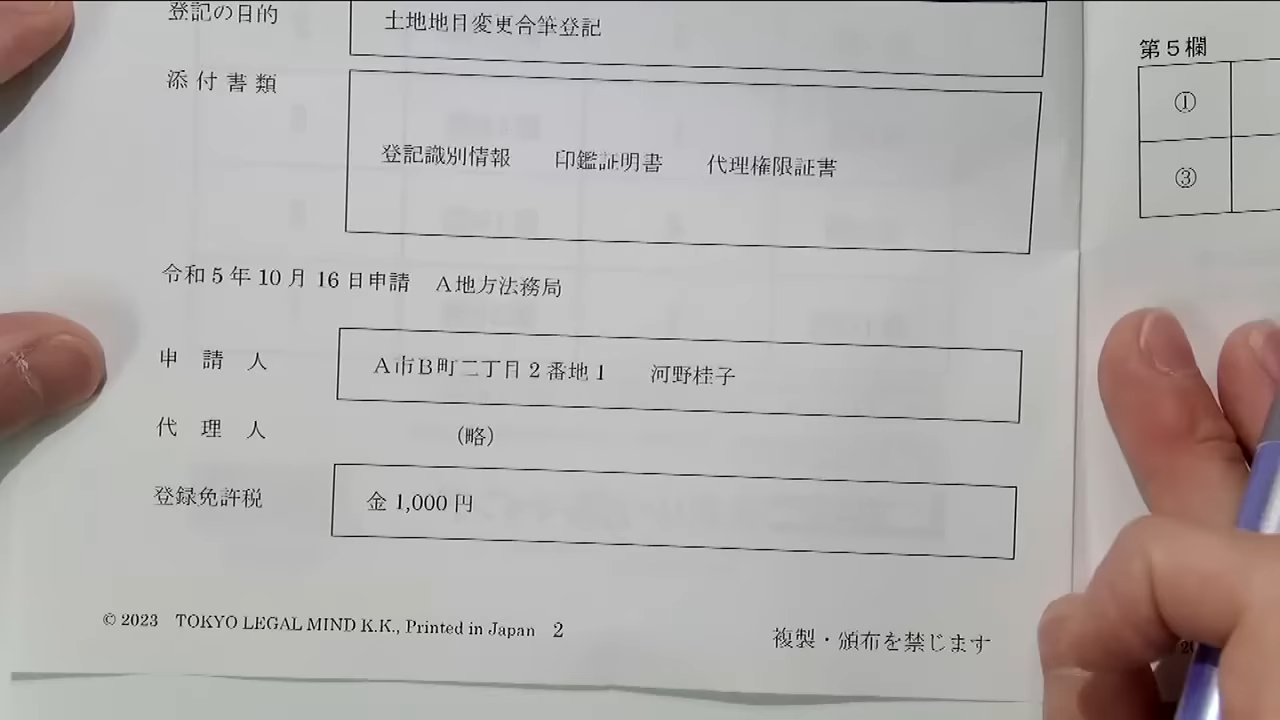 登記の目的
土地地目変更合筆登記
添付書類
登記識別情報 印鑑証明書 代理権限証書
令和5年10月16日申請 A地方法務局
申請人
A市B町二丁目2番地1 河野桂子
代理人
(略)
登録免許税
金1,000円
© 2023 TOKYO LEGAL MIND K.K., Printed in Japan 2
複製・頒布を禁じます
第5欄
①
③